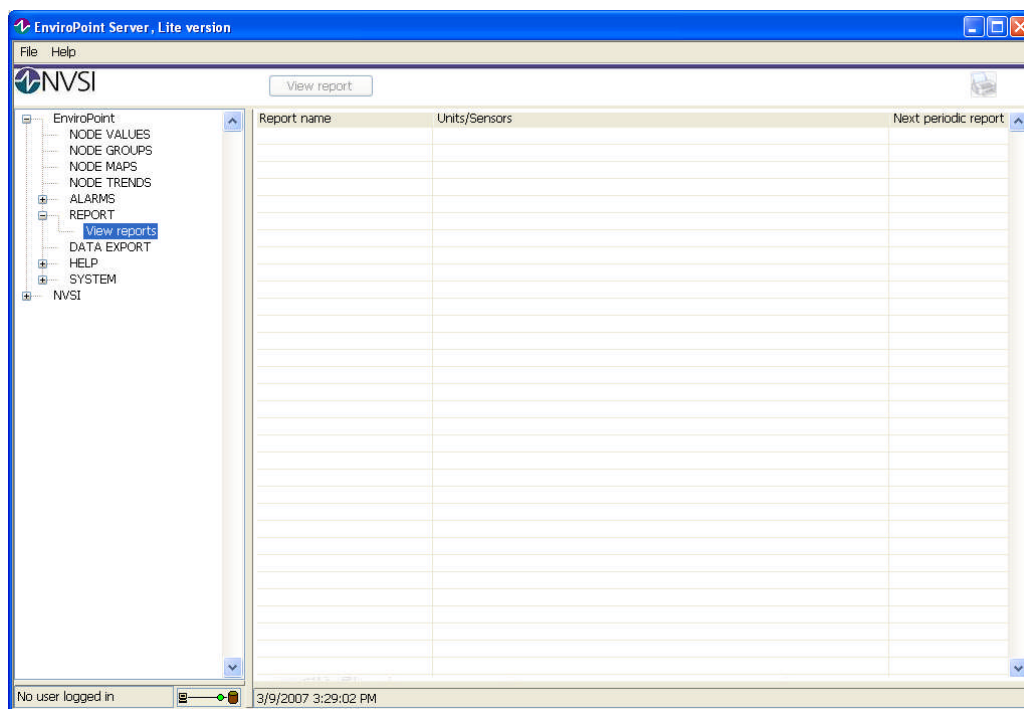 EnviroPoint Server, Lite version
File Help
NVSI
View report
EnviroPoint
NODE VALUES
NODE GROUPS
NODE MAPS
NODE TRENDS
ALARMS
REPORT
View reports
DATA EXPORT
HELP
SYSTEM
NVSI
Report name Units/Sensors Next periodic report
No user logged in
3/9/2007 3:29:02 PM